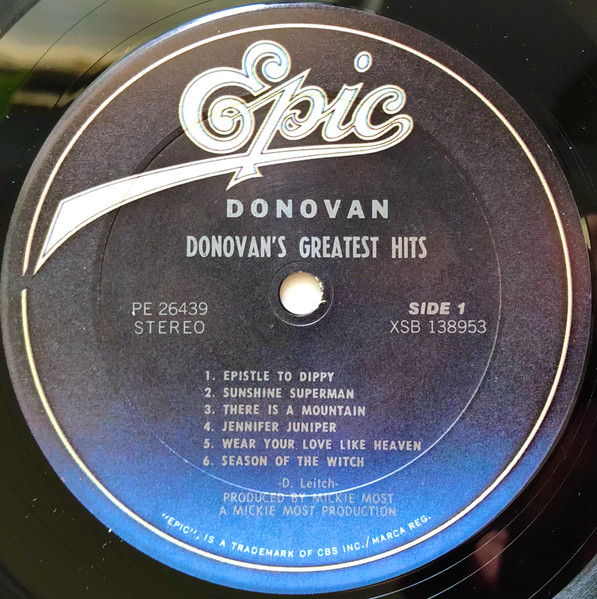 Epic
DONOVAN
DONOVAN'S GREATEST HITS
PE 26439
STEREO
SIDE 1
XSB 138953
1. EPISTLE TO DIPPY
2. SUNSHINE SUPERMAN
3. THERE IS A MOUNTAIN
4. JENNIFER JUNIPER
5. WEAR YOUR LOVE LIKE HEAVEN
6. SEASON OF THE WITCH
-D. Leitch-
PRODUCED BY MICKIE MOST
A MICKIE MOST PRODUCTION
"EPIC", IS A TRADEMARK OF CBS INC./MARCA REG.